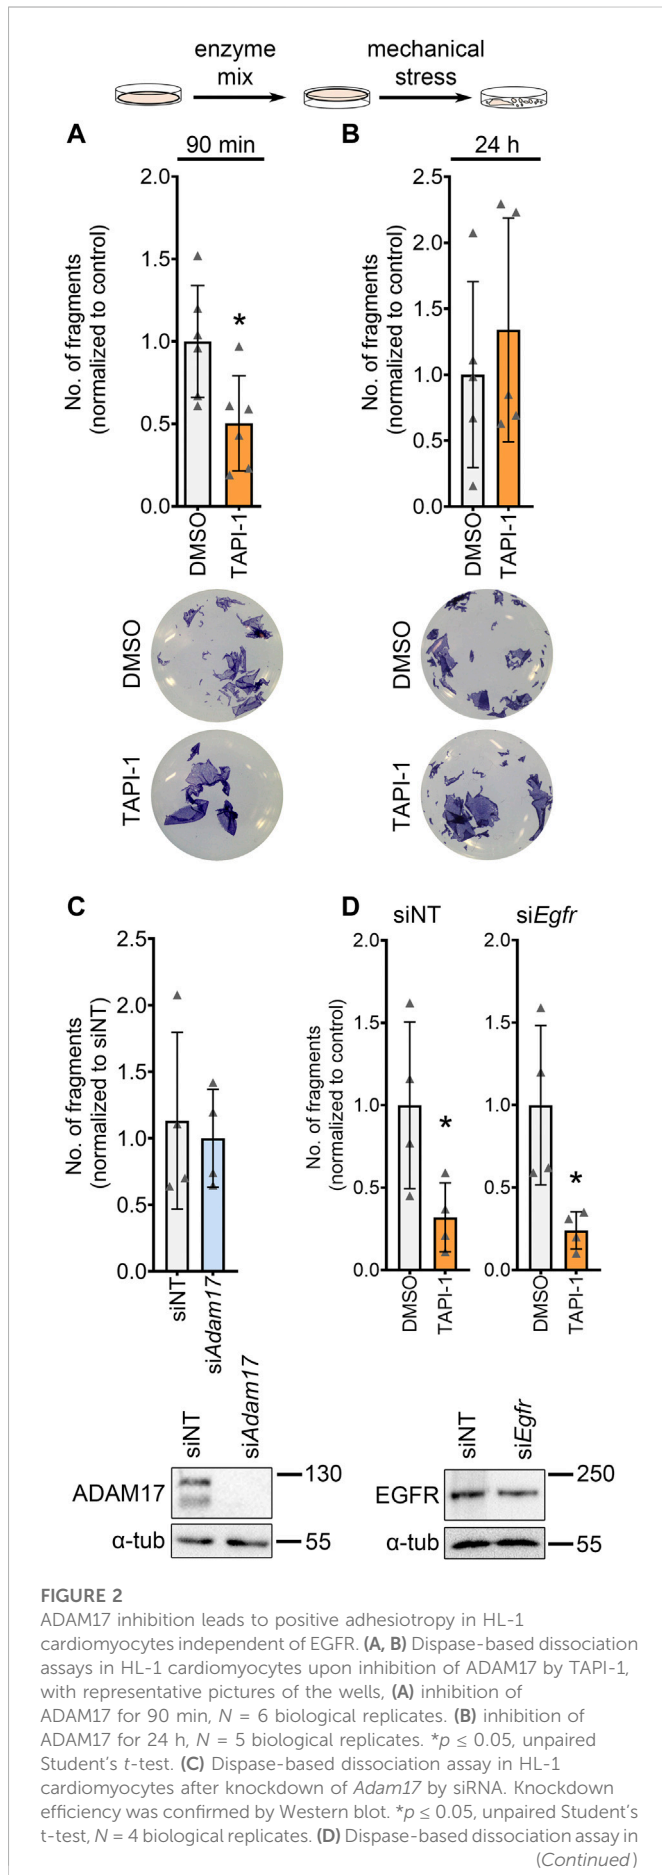 enzyme
mix
mechanical
stress
A
90 min
No. of fragments
(normalized to control)
2.0
1.5
1.0
0.5
0.0
*
DMSO
TAPI-1
B
24 h
No. of fragments
(normalized to control)
2.5
2.0
1.5
1.0
0.5
0.0
DMSO
TAPI-1
DMSO
TAPI-1
DMSO
TAPI-1
C
No. of fragments
(normalized to siNT)
2.5
2.0
1.5
1.0
0.5
0.0
siNT
siAdam17
D
siNT
No. of fragments
(normalized to control)
2.0
1.5
1.0
0.5
0.0
*
DMSO
TAPI-1
siEgfr
2.0
1.5
1.0
0.5
0.0
*
DMSO
TAPI-1
siNT
siAdam17
ADAM17
130
α-tub
55
siNT
siEgfr
EGFR
250
α-tub
55
FIGURE 2
ADAM17 inhibition leads to positive adhesiotropy in HL-1
cardiomyocytes independent of EGFR. (A, B) Dispase-based dissociation
assays in HL-1 cardiomyocytes upon inhibition of ADAM17 by TAPI-1,
with representative pictures of the wells, (A) inhibition of
ADAM17 for 90 min, N = 6 biological replicates. (B) inhibition of
ADAM17 for 24 h, N = 5 biological replicates. *p ≤ 0.05, unpaired
Student's t-test. (C) Dispase-based dissociation assay in HL-1
cardiomyocytes after knockdown of Adam17 by siRNA. Knockdown
efficiency was confirmed by Western blot. *p ≤ 0.05, unpaired Student's
t-test, N = 4 biological replicates. (D) Dispase-based dissociation assay in
(Continued)